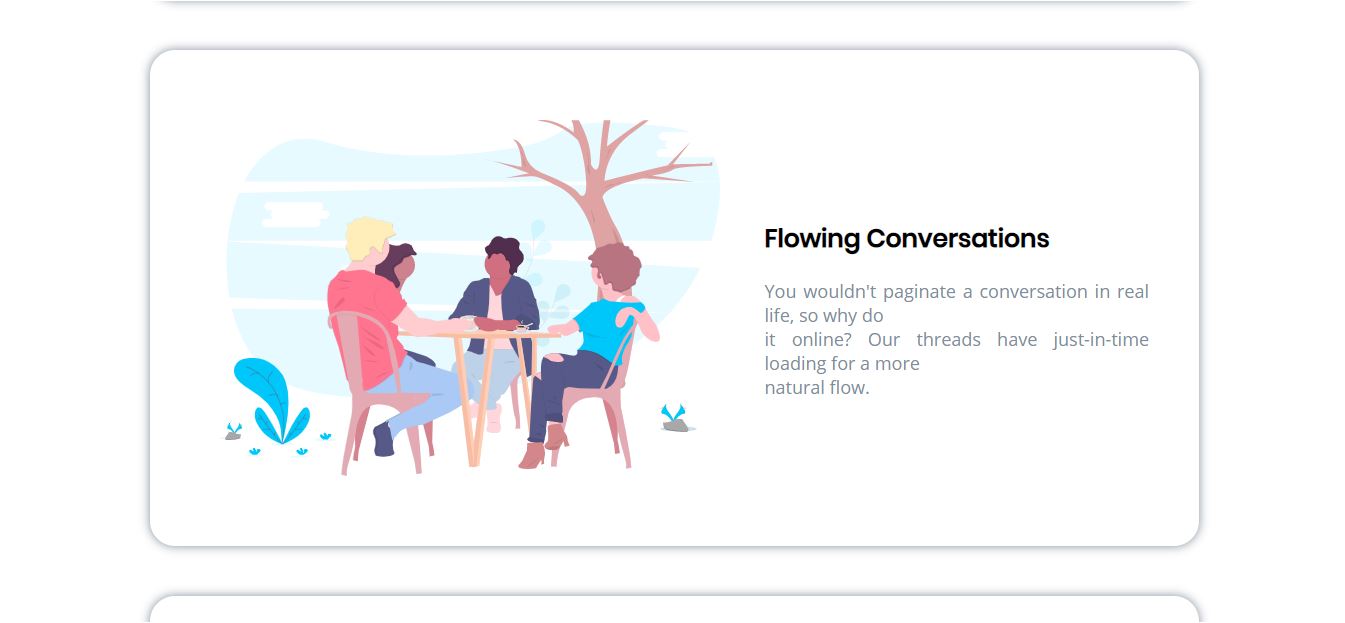 Flowing Conversations
You wouldn't paginate a conversation in real
life, so why do
it online? Our threads have just-in-time
loading for a more
natural flow.